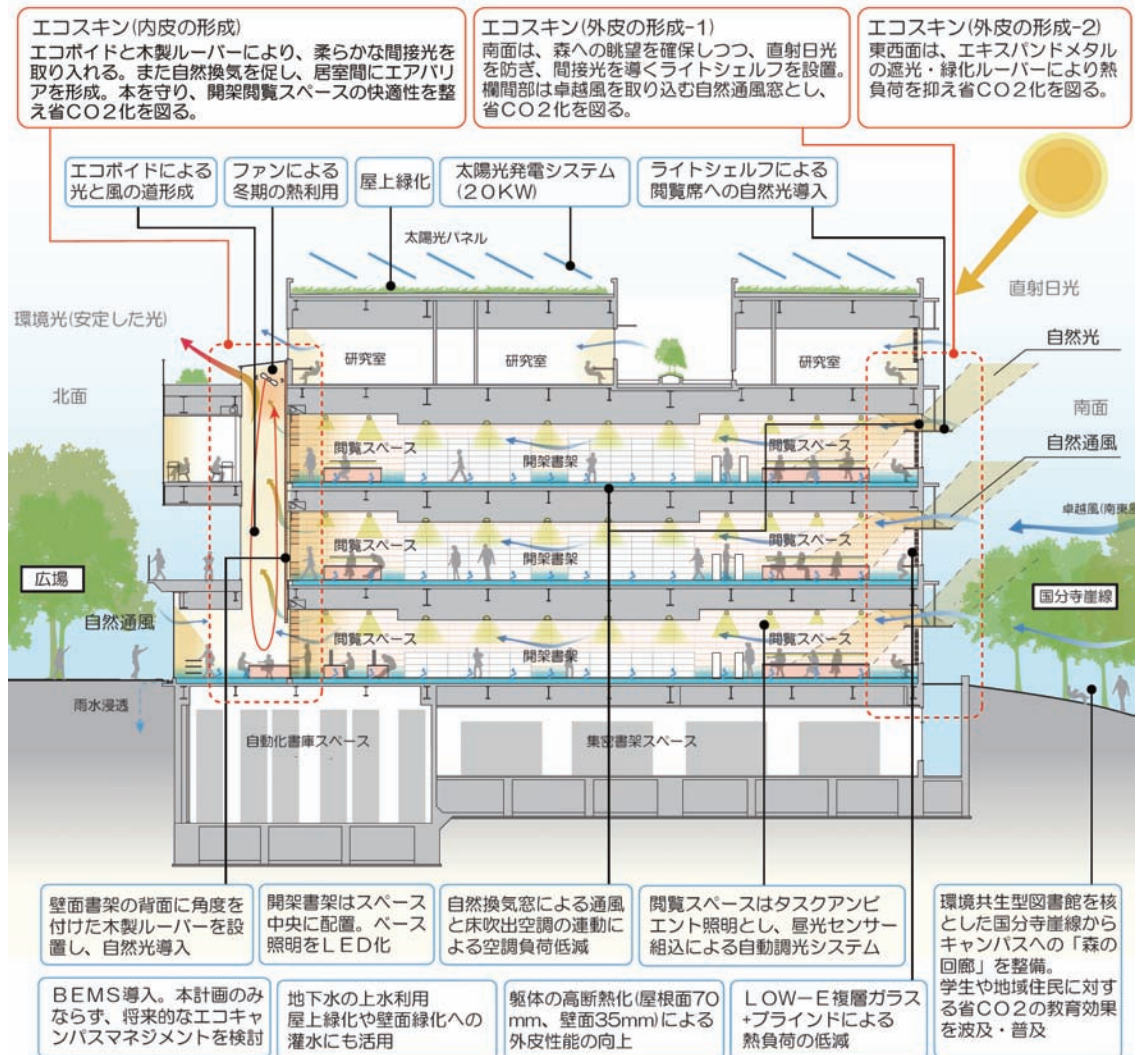 エコスキン(内皮の形成)
エコボイドと木製ルーバーにより、柔らかな間接光を
取り入れる。また自然換気を促し、居室間にエアバリ
アを形成。本を守り、開架閲覧スペースの快適性を整
え省CO2化を図る。
エコスキン(外皮の形成-1)
南面は、森への眺望を確保しつつ、直射日光
を防ぎ、間接光を導くライトシェルフを設置。
欄間部は卓越風を取り込む自然通風窓とし、
省CO2化を図る。
エコスキン(外皮の形成-2)
東西面は、エキスパンドメタル
の遮光・緑化ルーバーにより熱
負荷を抑え省CO2化を図る。
エコボイドによる
光と風の道形成
ファンによる
冬期の熱利用
屋上緑化
太陽光発電システム
(20KW)
ライトシェルフによる
閲覧席への自然光導入
太陽光パネル
直射日光
環境光(安定した光)
自然光
研究室
研究室
研究室
北面
南面
閲覧スペース
開架書架
閲覧スペース
自然通風
卓越風(南東風
閲覧スペース
開架書架
閲覧スペース
広場
国分寺崖線
自然通風
閲覧スペース
開架書架
閲覧スペース
雨水浸透
自動化書庫スペース
集密書架スペース
壁面書架の背面に角度を
付けた木製ルーバーを設
置し、自然光導入
開架書架はスペース
中央に配置。ベース
照明をLED化
自然換気窓による通風
と床吹出空調の連動に
よる空調負荷低減
閲覧スペースはタスクアンビ
エント照明とし、昼光センサー
組込による自動調光システム
環境共生型図書館を核
とした国分寺崖線から
キャンパスへの「森の
回廊」を整備。
学生や地域住民に対す
る省CO2の教育効果
を波及・普及
BEMS導入。本計画のみ
ならず、将来的なエコキャ
ンパスマネジメントを検討
地下水の上水利用
屋上緑化や壁面緑化への
灌水にも活用
躯体の高断熱化(屋根面70
mm、壁面35mm)による
外皮性能の向上
LOW-E複層ガラス
+ブラインドによる
熱負荷の低減